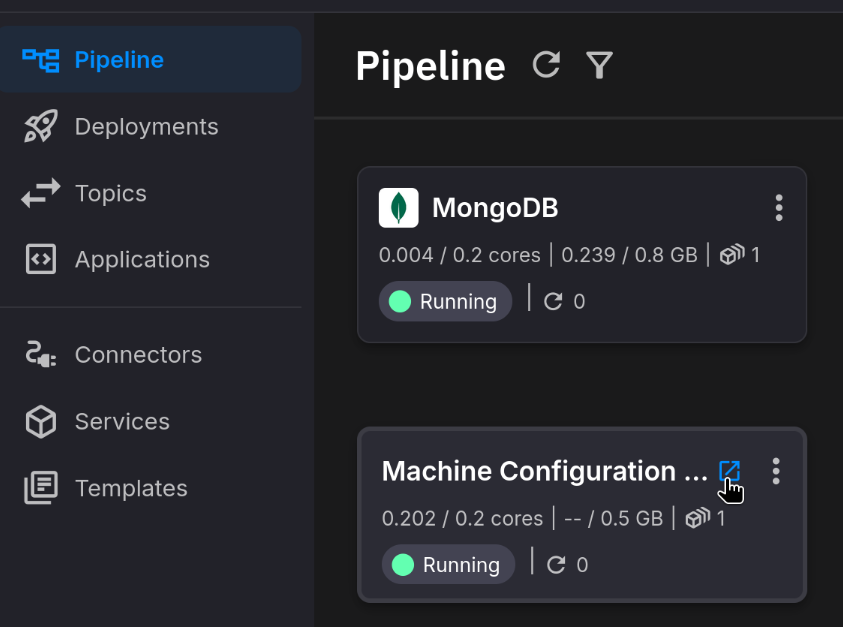 Pipeline
Deployments
Topics
Applications
Connectors
Services
Templates
Pipeline
MongoDB
0.004 / 0.2 cores | 0.239 / 0.8 GB | 1
Running | 0
Machine Configuration ...
0.202 / 0.2 cores | -- / 0.5 GB | 1
Running | 0